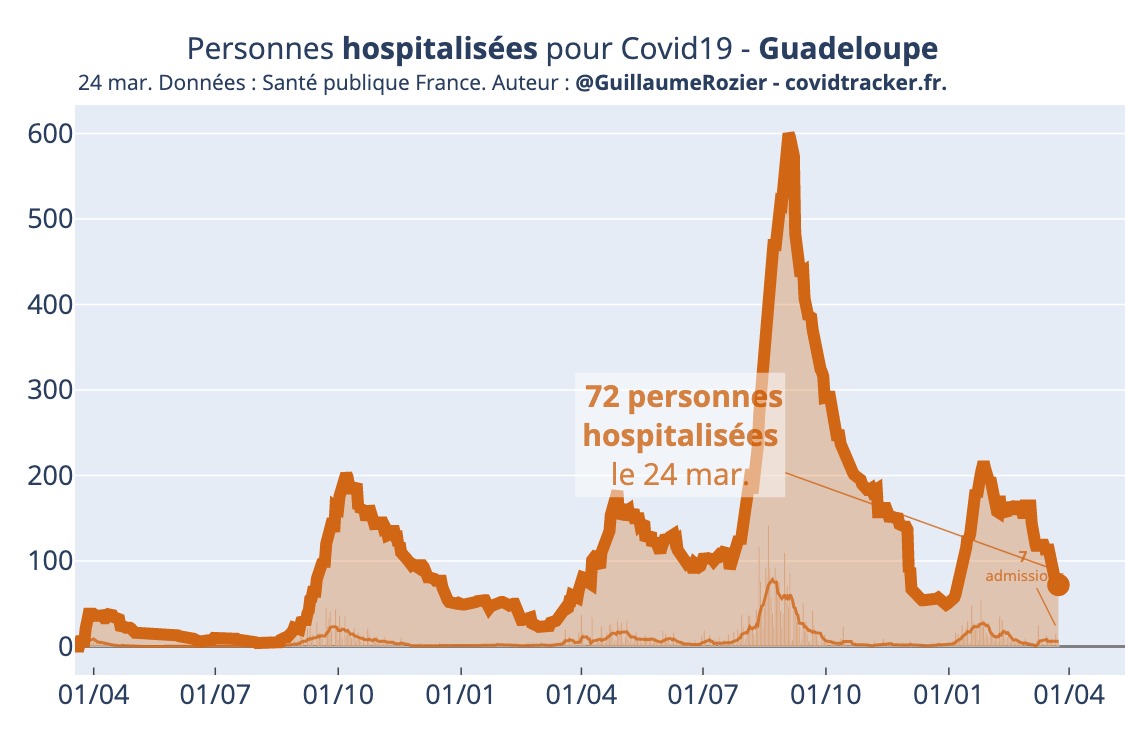 Personnes hospitalisées pour Covid19 - Guadeloupe
24 mar. Données : Santé publique France. Auteur : @GuillaumeRozier - covidtracker.fr.
600
500
400
300
200
100
0
72 personnes
hospitalisées
le 24 mar.
7
admissio
01/04 01/07 01/10 01/01 01/04 01/07 01/10 01/01 01/04